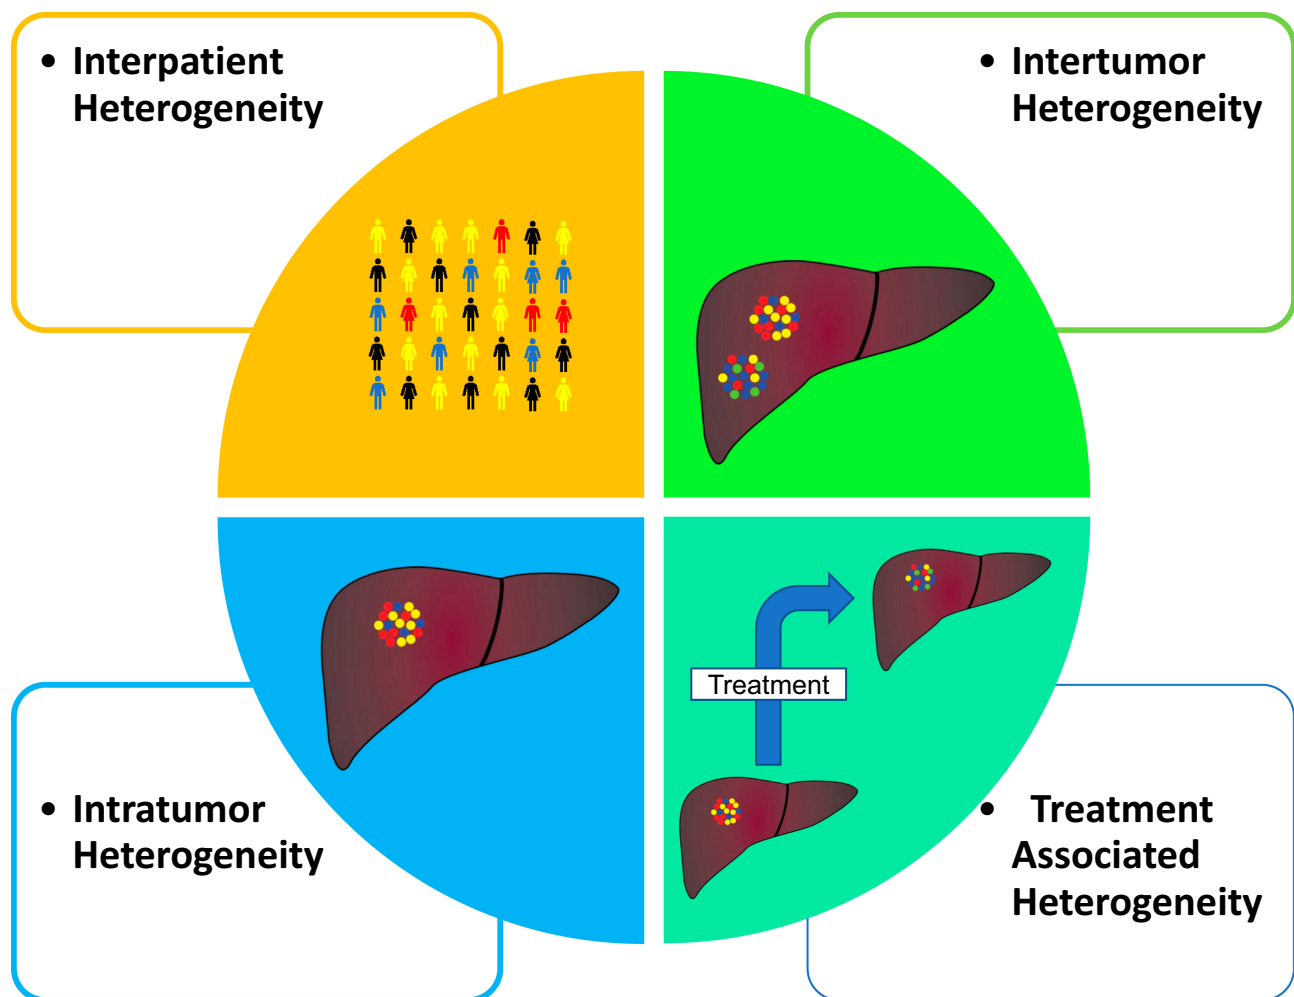 • Interpatient
Heterogeneity
• Intertumor
Heterogeneity
Treatment
• Intratumor
Heterogeneity
• Treatment
Associated
Heterogeneity